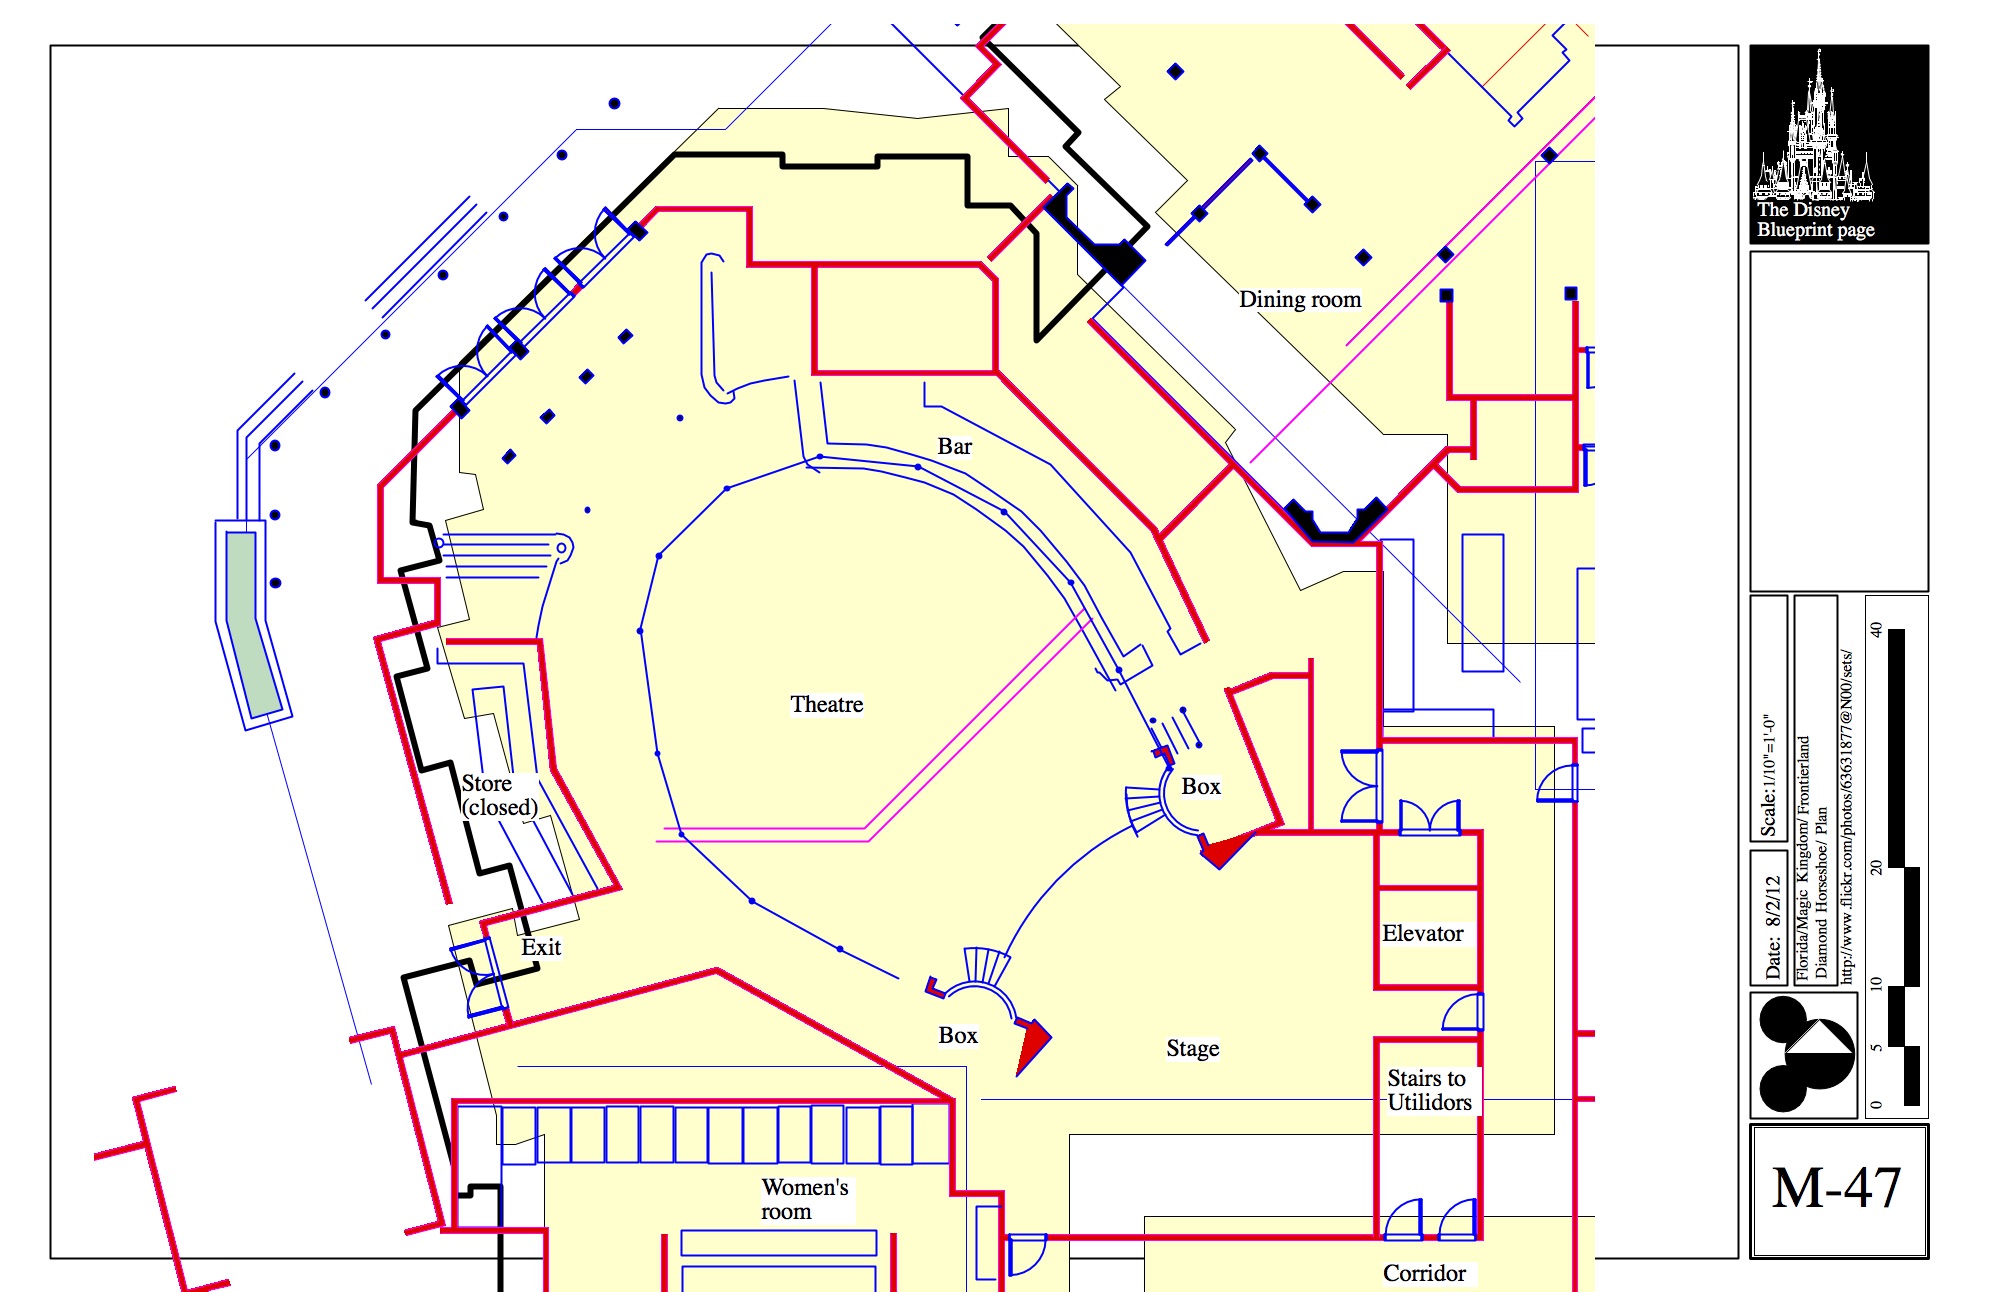 Dining room
Bar
Theatre
Store
(closed)
Box
Exit
Elevator
Box
Stage
Stairs to
Utilidors
Women's
room
Corridor
The Disney
Blueprint page
Scale:1/10"=1'-0"
Date: 8/2/12
Florida/Magic Kingdom/ Frontierland
Diamond Horseshoe/ Plan
http://www.flickr.com/photos/63631877@N00/sets/
40
20
10
5
0
M-47